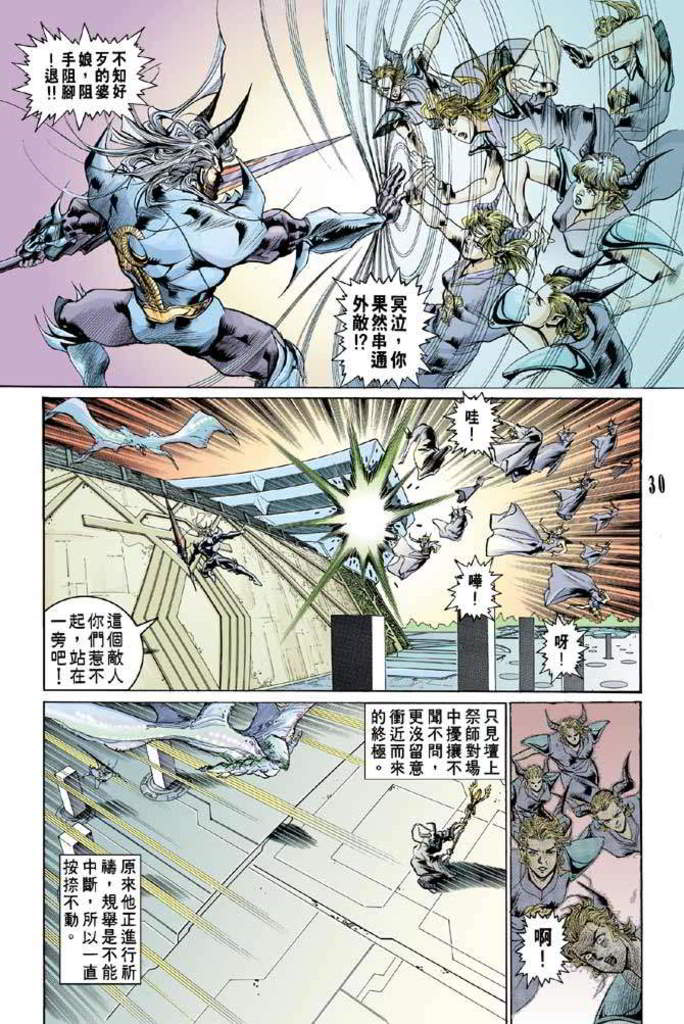 不知好
歹的婆
娘，阻
手阻腳
！退!!
冥泣，你
果然串通
外敵!?
哇！
30
嘩！
呀！
這個敵人
你們惹不
起，站在
一旁吧！
只見壇上
祭師對場
中擾攘不
聞不問，
更沒留意
衝近而來
的終極。
原來他正進行祈
禱，規舉是不能
中斷，所以一直
按捺不動。
啊！